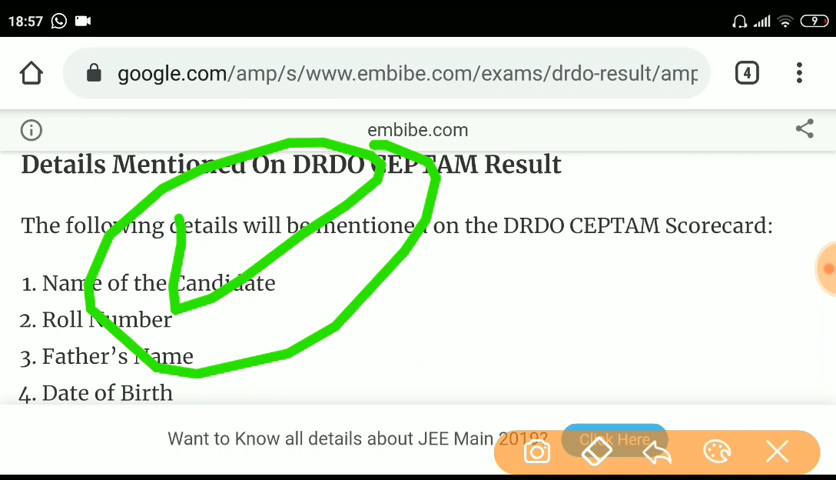 18:57
9
google.com/amp/s/www.embibe.com/exams/drdo-result/amp
4
embibe.com
Details Mentioned On DRDO CEPTAM Result
The following details will be mentioned on the DRDO CEPTAM Scorecard:
1. Name of the Candidate
2. Roll Number
3. Father's Name
4. Date of Birth
Want to Know all details about JEE Main 2019?
Click Here